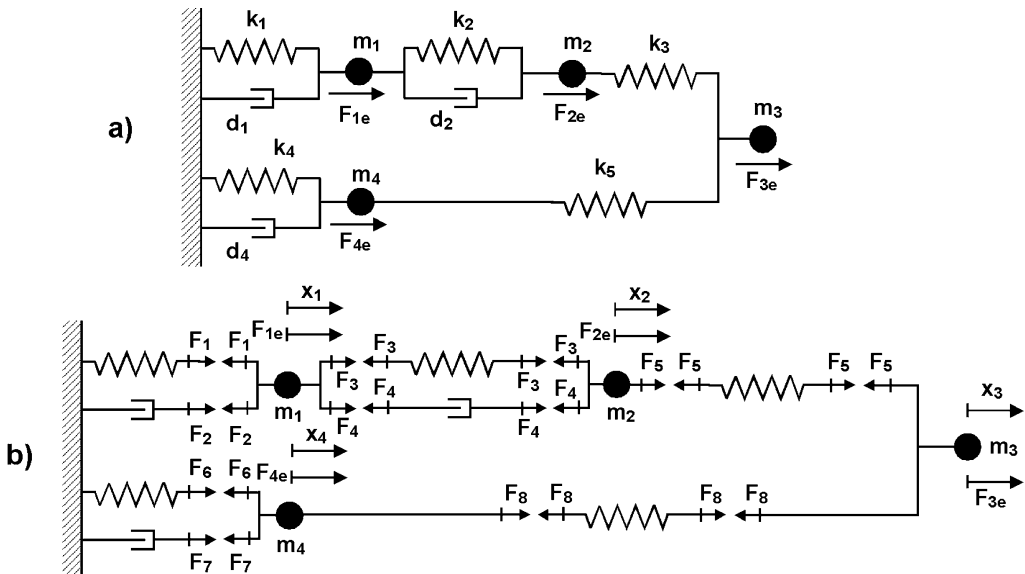 k₁ k₂
m₁ m₂ k₃
F₁ₑ F₂ₑ m₃
d₁ d₂
a)
k₄ F₃ₑ
m₄ k₅
F₄ₑ
d₄
x₁ x₂
F₁ₑ F₂ₑ
F₁ F₁ F₃ F₃ F₅ F₅ F₅ F₅
F₃ F₃ x₃
F₄ F₄
m₁ m₂
F₂ F₂ F₄ F₄
x₄ m₃
b)
F₆ F₆ F₄ₑ F₃ₑ
F₈ F₈ F₈ F₈
m₄
F₇ F₇